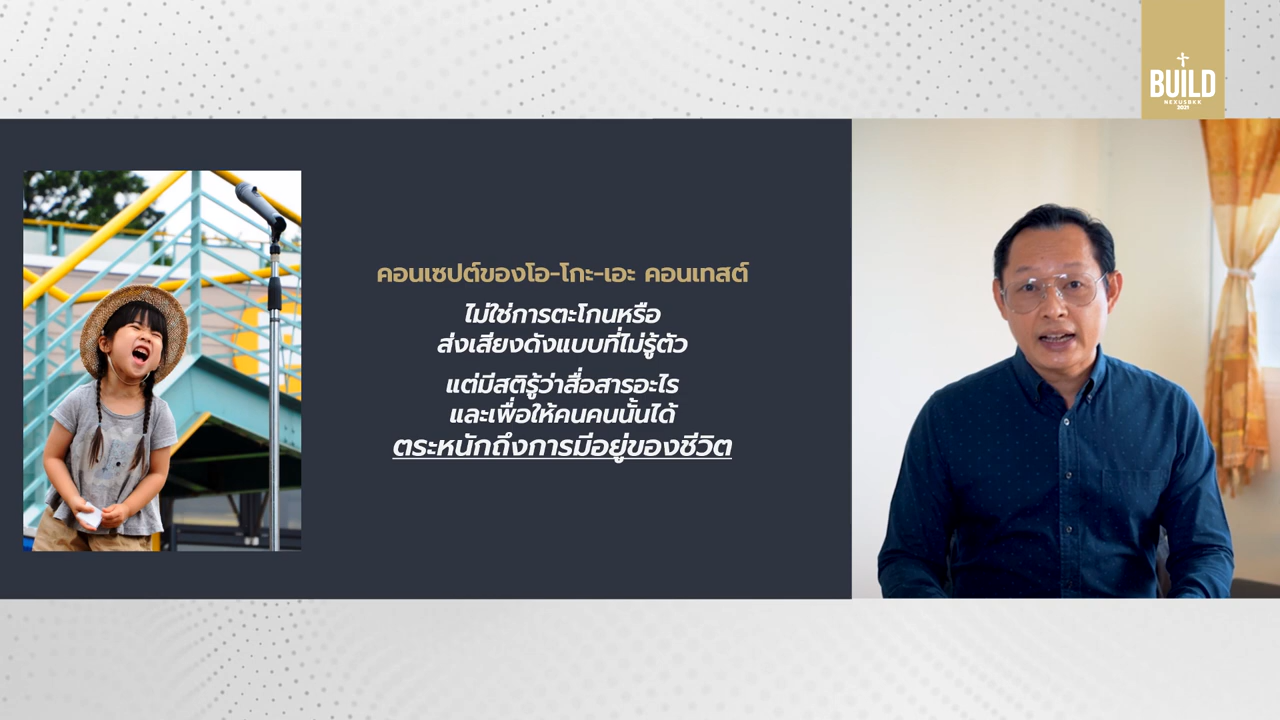 BUILD
NEXUSBKK
2021
คอนเซปต์ของโอ-โกะ-เอะ คอนเทสต์
ไม่ใช่การตะโกนหรือ
ส่งเสียงดังแบบที่ไม่รู้ตัว
แต่มีสติรู้ว่าสื่อสารอะไร
และเพื่อให้คนคนนั้นได้
ตระหนักถึงการมีอยู่ของชีวิต